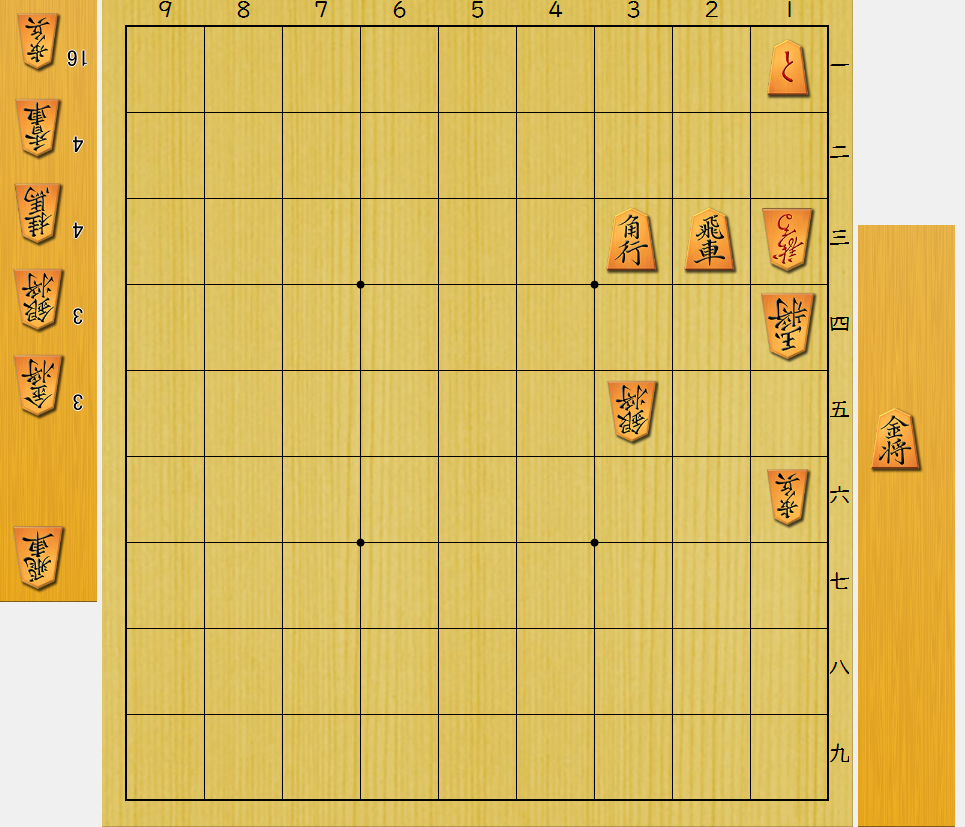 9 8 7 6 5 4 3 2 1
歩兵 16
香車 4
桂馬 4
銀将 3
金将 3
飛車
と 一
二
角行 飛車 龍馬 三
玉将 四
銀将 五
歩兵 六
七
八
九
金将